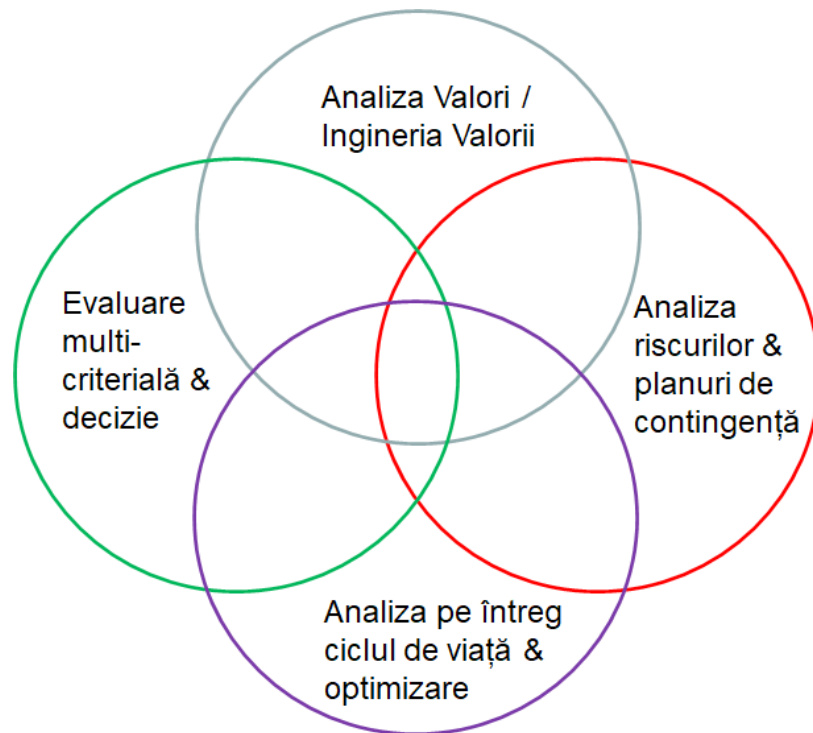 Analiza Valori /
Ingineria Valorii
Evaluare
multi-
criterială &
decizie
Analiza
riscurilor &
planuri de
contingență
Analiza pe întreg
ciclul de viață &
optimizare